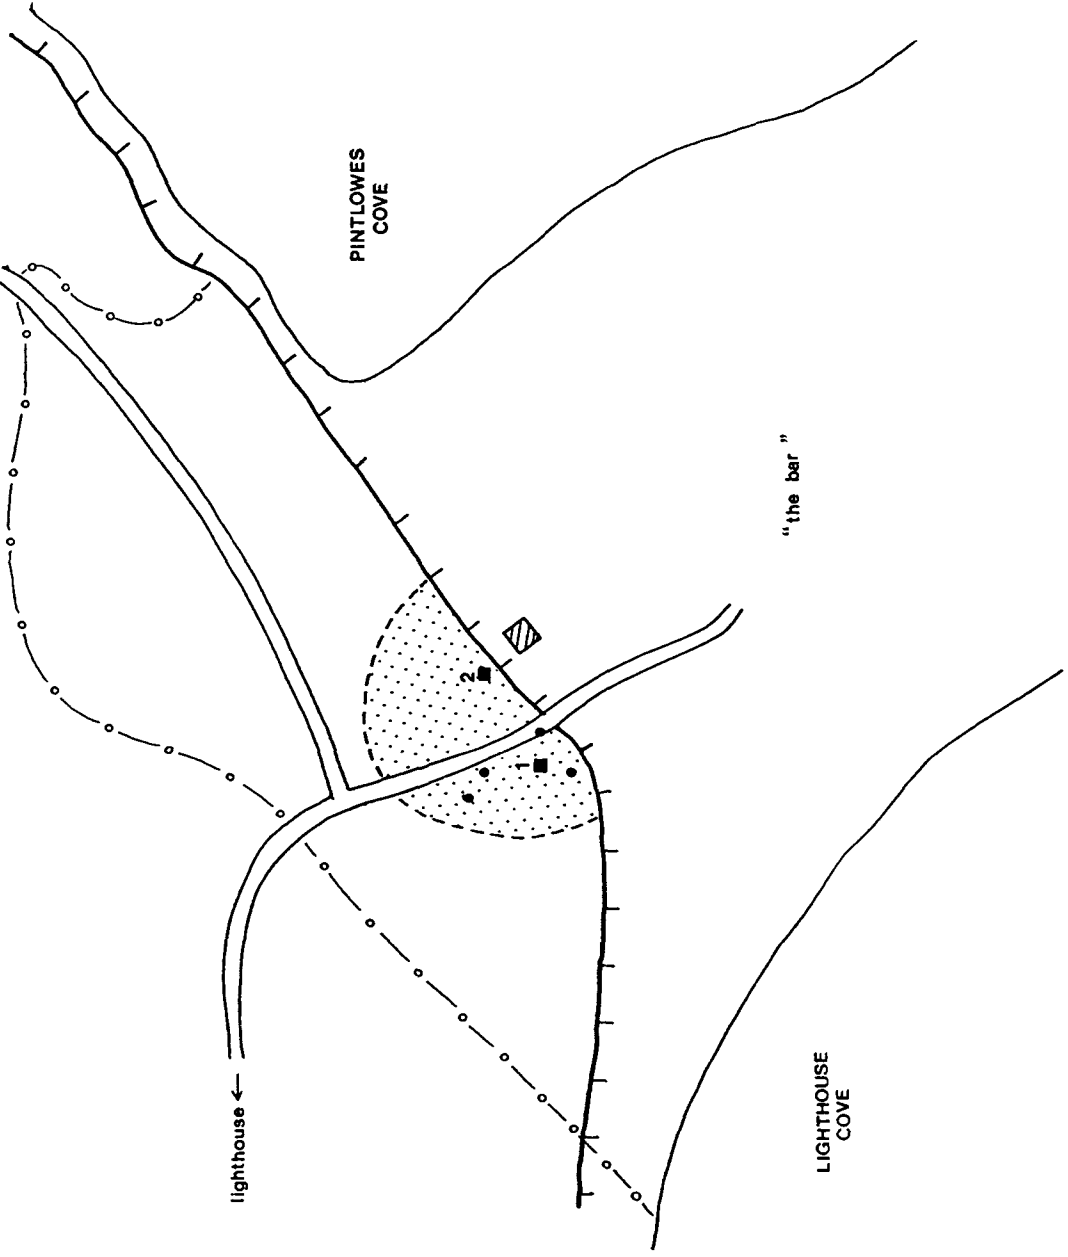 PINTLOWES
COVE
"the bar"
2
1
lighthouse ←
LIGHTHOUSE
COVE